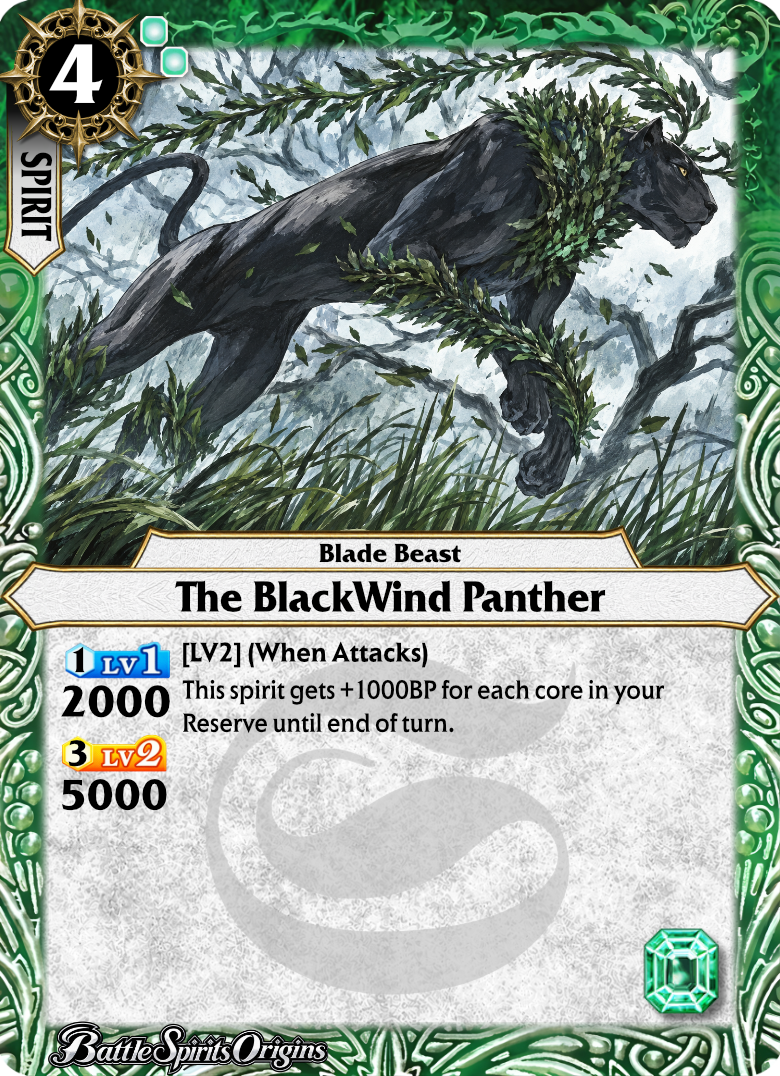 4
SPIRIT
Blade Beast
The BlackWind Panther
1 LV1
2000
[LV2] (When Attacks)
This spirit gets +1000BP for each core in your
Reserve until end of turn.
3 LV2
5000
Battle Spirits Origins